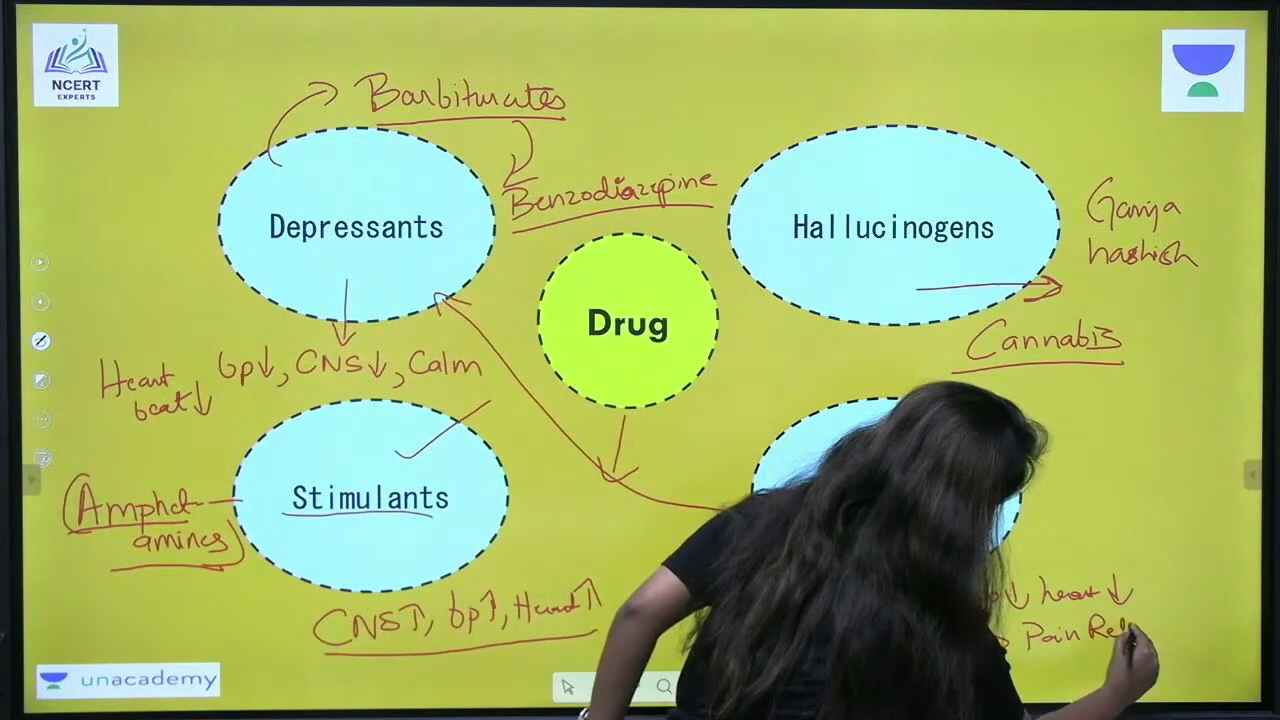 NCERT
EXPERTS
Barbiturates
Benzodiazepine
Depressants
Hallucinogens
Ganja
hashish
Drug
Cannabis
Heart
beat↓
bp↓, CNS↓, Calm
Stimulants
Amphet-
amines
CNS↑, bp↑, Heart↑
↓ heart ↓
Pain Rel
unacademy